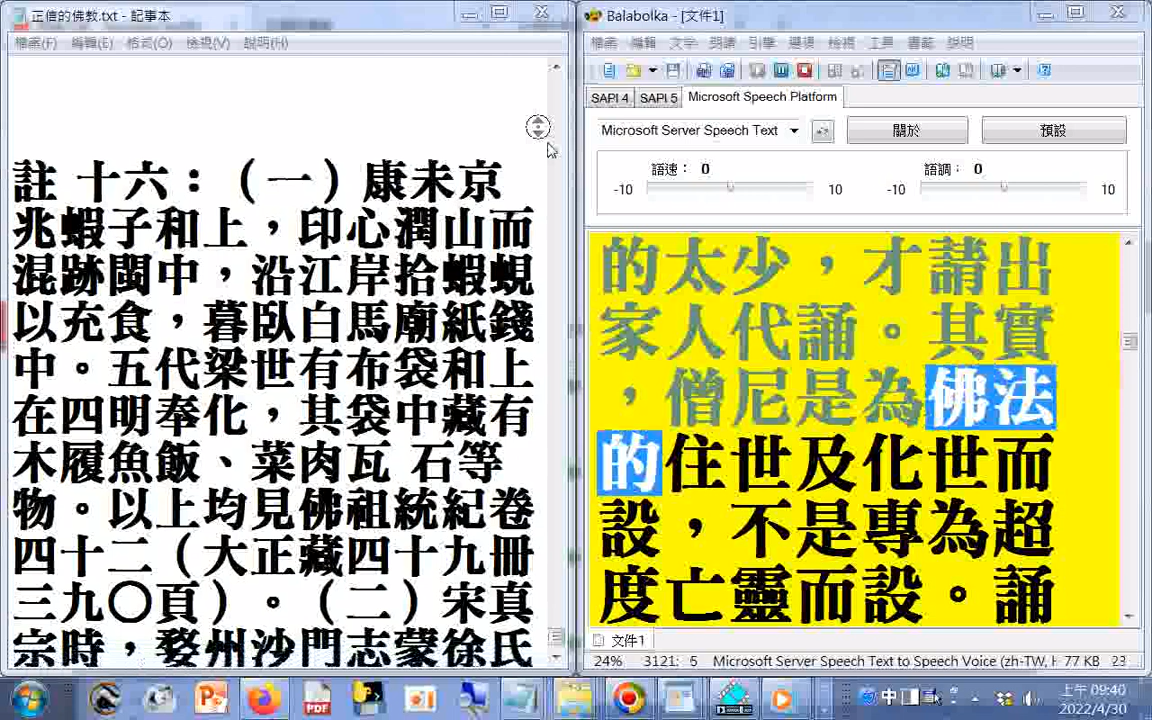 正信的佛教.txt - 記事本
檔案(F) 編輯(E) 格式(O) 檢視(V) 說明(H)
註 十六：（一）康未京
兆蝦子和上，印心潤山而
混跡閩中，沿江岸拾蝦蜆
以充食，暮臥白馬廟紙錢
中。五代梁世有布袋和上
在四明奉化，其袋中藏有
木履魚飯、菜肉瓦 石等
物。以上均見佛祖統紀卷
四十二（大正藏四十九冊
三九〇頁）。（二）宋真
宗時，婺州沙門志蒙徐氏
Balabolka - [文件1]
檔案 編輯 文字 朗讀 引擎 選項 檢視 工具 書籤 說明
SAPI 4 SAPI 5 Microsoft Speech Platform
Microsoft Server Speech Text 關於 預設
語速： 0 語調： 0
-10 10 -10 10
的太少，才請出
家人代誦。其實
，僧尼是為佛法
的住世及化世而
設，不是專為超
度亡靈而設。誦
文件1
24% 3121: 5 Microsoft Server Speech Text to Speech Voice (zh-TW, H 77 KB 23
中
上午 09:40
2022/4/30